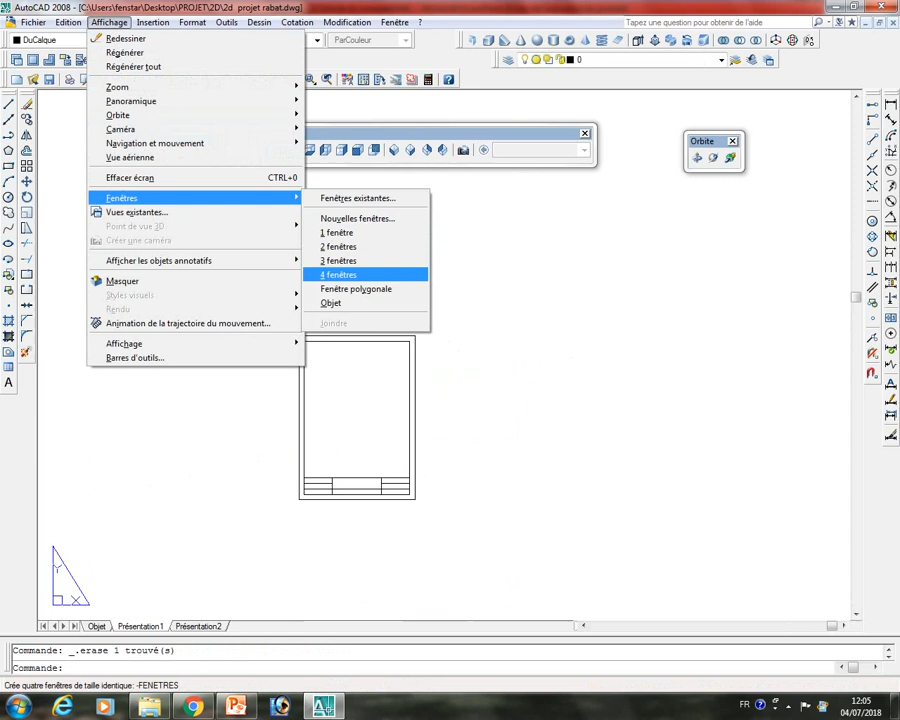 AutoCAD 2008 - [C:\Users\fenstar\Desktop\PROJET\2D\2d projet rabat.dwg]
Fichier Edition Affichage Insertion Format Outils Dessin Cotation Modification Fenêtre ?
Tapez une question pour obtenir de l'aide
DuCalque
ParCouleur
0
Redessiner
Régénérer
Régénérer tout
Zoom
Panoramique
Orbite
Caméra
Navigation et mouvement
Vue aérienne
Effacer écran CTRL+0
Fenêtres
Vues existantes...
Point de vue 3D
Créer une caméra
Afficher les objets annotatifs
Masquer
Styles visuels
Rendu
Animation de la trajectoire du mouvement...
Affichage
Barres d'outils...
Fenêtres existantes...
Nouvelles fenêtres...
1 fenêtre
2 fenêtres
3 fenêtres
4 fenêtres
Fenêtre polygonale
Objet
Joindre
Orbite
Y
X
Objet Présentation1 Présentation2
Commande: _.erase 1 trouvé(s)
Commande:
Crée quatre fenêtres de taille identique: -FENETRES
FR
12:05
04/07/2018